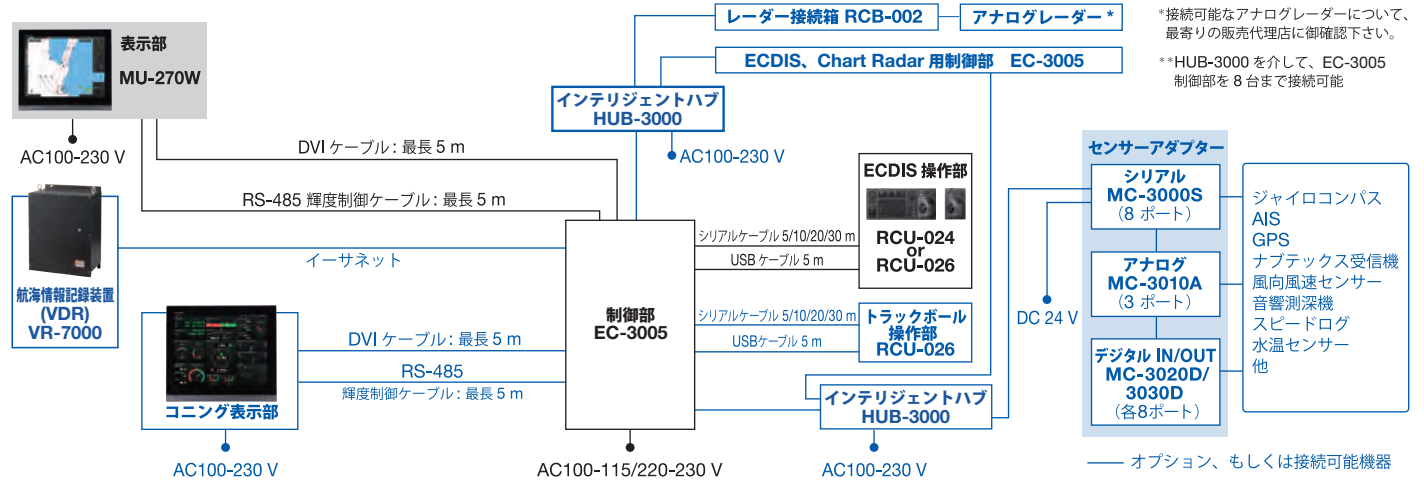 レーダー接続箱 RCB-002
アナログレーダー *
*接続可能なアナログレーダーについて、
最寄りの販売代理店に御確認下さい。
**HUB-3000 を介して、EC-3005
制御部を 8 台まで接続可能
表示部
MU-270W
AC100-230 V
ECDIS、Chart Radar 用制御部 EC-3005
インテリジェントハブ
HUB-3000
AC100-230 V
DVI ケーブル：最長 5 m
RS-485 輝度制御ケーブル：最長 5 m
航海情報記録装置
(VDR)
VR-7000
イーサネット
コニング表示部
AC100-230 V
DVI ケーブル：最長 5 m
RS-485
輝度制御ケーブル：最長 5 m
制御部
EC-3005
AC100-115/220-230 V
シリアルケーブル 5/10/20/30 m
USB ケーブル 5 m
ECDIS 操作部
RCU-024
or
RCU-026
シリアルケーブル 5/10/20/30 m
USBケーブル 5 m
トラックボール
操作部
RCU-026
インテリジェントハブ
HUB-3000
AC100-230 V
DC 24 V
センサーアダプター
シリアル
MC-3000S
（8 ポート）
アナログ
MC-3010A
（3 ポート）
デジタル IN/OUT
MC-3020D/
3030D
（各8ポート）
ジャイロコンパス
AIS
GPS
ナブテックス受信機
風向風速センサー
音響測深機
スピードログ
水温センサー
他
オプション、もしくは接続可能機器